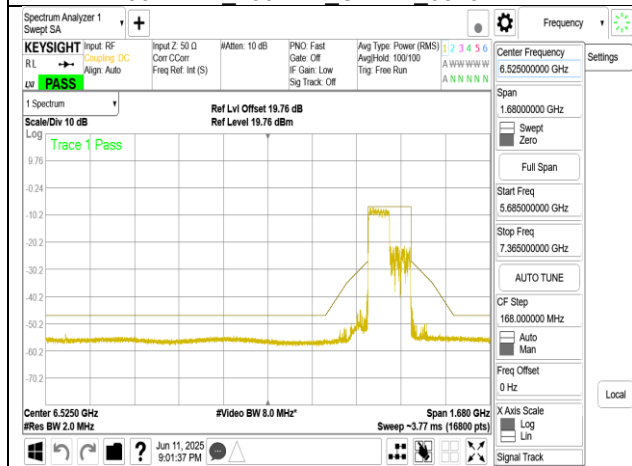 Spectrum Analyzer 1
Swept SA
+
Frequency
KEYSIGHT
RL
LXI
PASS
Input: RF
Coupling: DC
Align: Auto
Input Z: 50 Ω
Corr CCorr
Freq Ref: Int (S)
#Atten: 10 dB
PNO: Fast
Gate: Off
IF Gain: Low
Sig Track: Off
Avg Type: Power (RMS)
Avg|Hold: 100/100
Trig: Free Run
1 2 3 4 5 6
A W W W W W
A N N N N N
Center Frequency
6.525000000 GHz
Settings
Span
1.68000000 GHz
Swept
Zero
Full Span
Start Freq
5.685000000 GHz
Stop Freq
7.365000000 GHz
AUTO TUNE
CF Step
168.000000 MHz
Auto
Man
Freq Offset
0 Hz
Local
X Axis Scale
Log
Lin
Signal Track
1 Spectrum
Scale/Div 10 dB
Ref Lvl Offset 19.76 dB
Ref Level 19.76 dBm
Log
Trace 1 Pass
9.76
-0.24
-10.2
-20.2
-30.2
-40.2
-50.2
-60.2
-70.2
Center 6.5250 GHz
#Res BW 2.0 MHz
#Video BW 8.0 MHz*
Span 1.680 GHz
Sweep ~3.77 ms (16800 pts)
?
Jun 11, 2025
9:01:37 PM